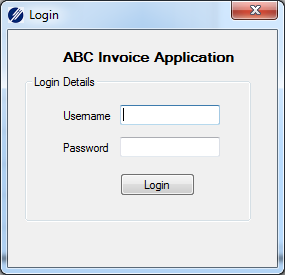 Login
ABC Invoice Application
Login Details
Username
Password
Login